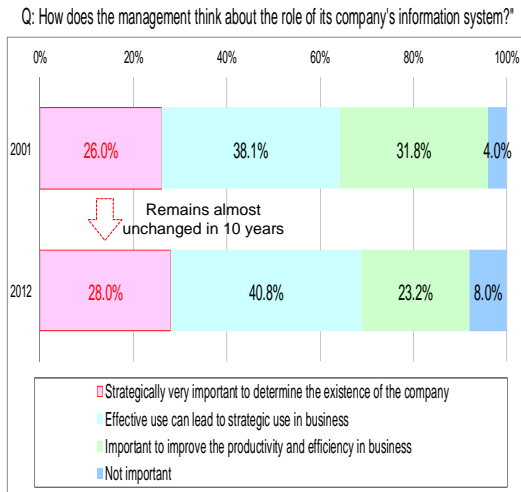 Q: How does the management think about the role of its company's information system?"
0% 20% 40% 60% 80% 100%
2001 26.0% 38.1% 31.8% 4.0%
Remains almost
unchanged in 10 years
2012 28.0% 40.8% 23.2% 8.0%
Strategically very important to determine the existence of the company
Effective use can lead to strategic use in business
Important to improve the productivity and efficiency in business
Not important